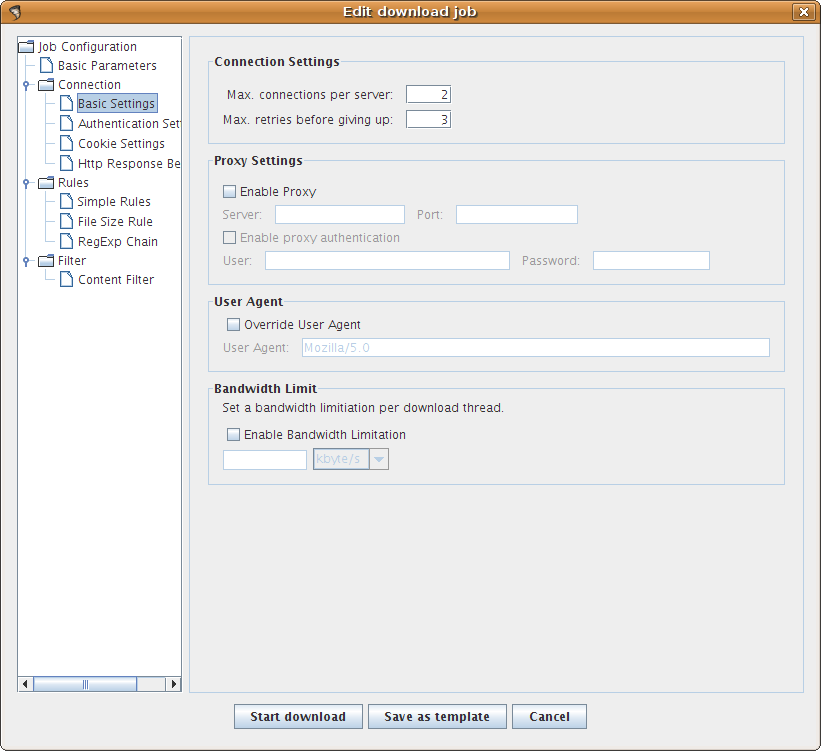 Edit download job
Job Configuration
Basic Parameters
Connection
Basic Settings
Authentication Set
Cookie Settings
Http Response Be
Rules
Simple Rules
File Size Rule
RegExp Chain
Filter
Content Filter
Connection Settings
Max. connections per server: 2
Max. retries before giving up: 3
Proxy Settings
Enable Proxy
Server: Port:
Enable proxy authentication
User: Password:
User Agent
Override User Agent
User Agent: Mozilla/5.0
Bandwidth Limit
Set a bandwidth limitiation per download thread.
Enable Bandwidth Limitation
kbyte/s
Start download Save as template Cancel